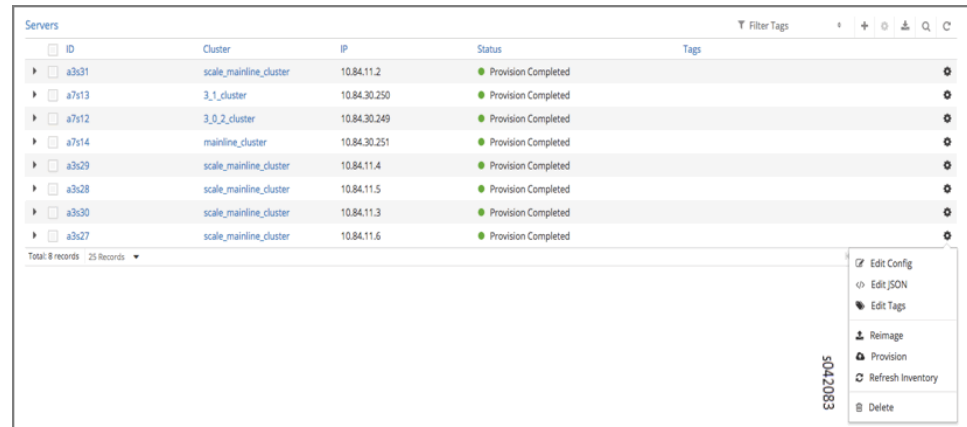 Servers Filter Tags
ID Cluster IP Status Tags
a3s31 scale_mainline_cluster 10.84.11.2 Provision Completed
a7s13 3_1_cluster 10.84.30.250 Provision Completed
a7s12 3_0_2_cluster 10.84.30.249 Provision Completed
a7s14 mainline_cluster 10.84.30.251 Provision Completed
a3s29 scale_mainline_cluster 10.84.11.4 Provision Completed
a3s28 scale_mainline_cluster 10.84.11.5 Provision Completed
a3s30 scale_mainline_cluster 10.84.11.3 Provision Completed
a3s27 scale_mainline_cluster 10.84.11.6 Provision Completed
Total: 8 records 25 Records
Edit Config
Edit JSON
Edit Tags
Reimage
Provision
Refresh Inventory
Delete
s042083